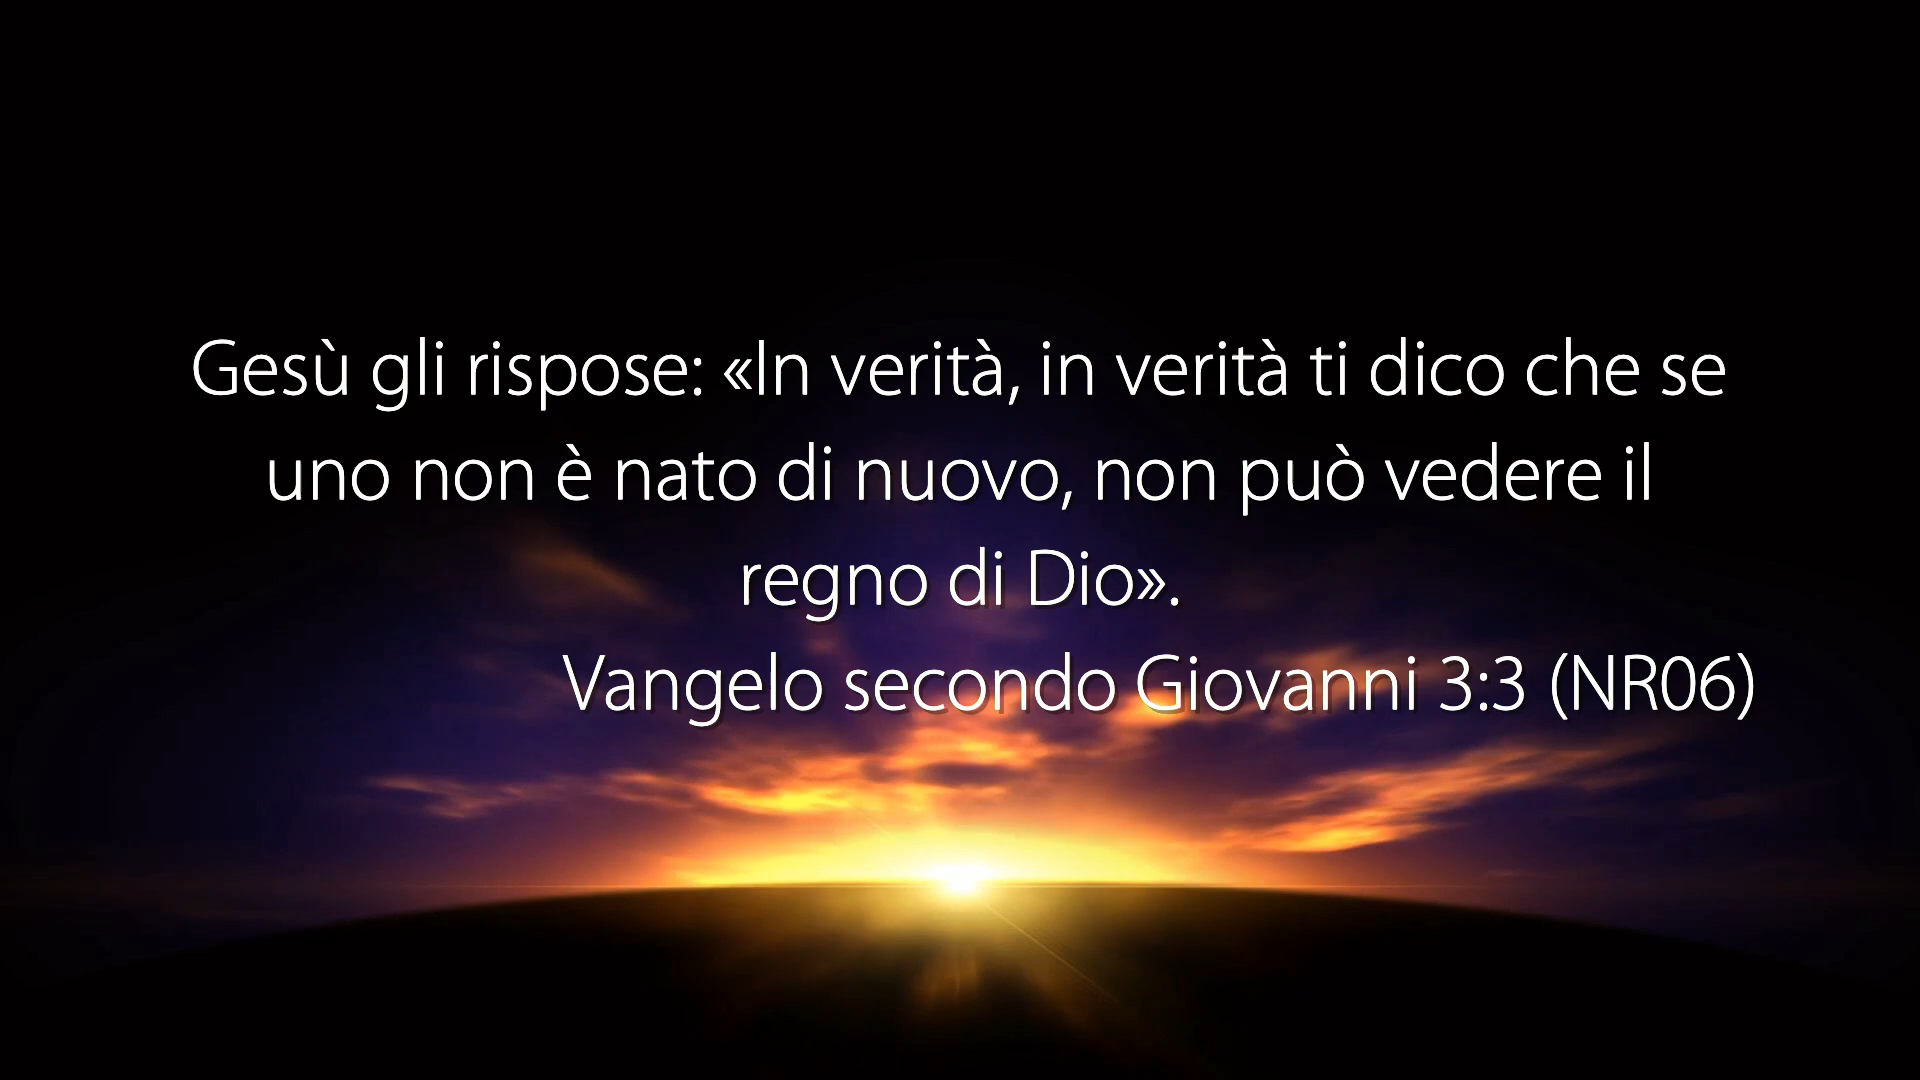 Gesù gli rispose: «In verità, in verità ti dico che se
uno non è nato di nuovo, non può vedere il
regno di Dio».
Vangelo secondo Giovanni 3:3 (NR06)